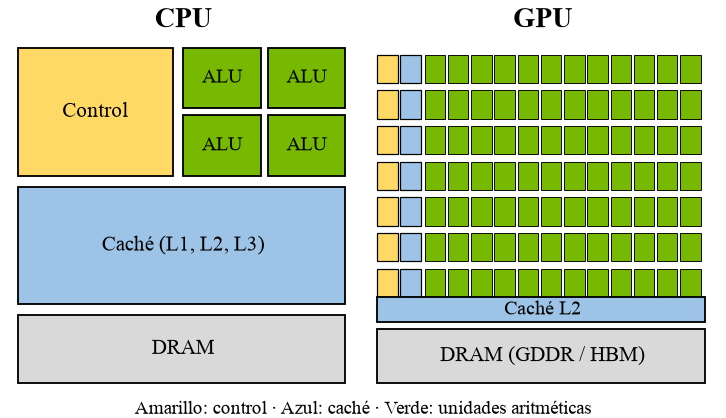 CPU
GPU
Control
ALU
ALU
ALU
ALU
Caché (L1, L2, L3)
DRAM
Caché L2
DRAM (GDDR / HBM)
Amarillo: control · Azul: caché · Verde: unidades aritméticas